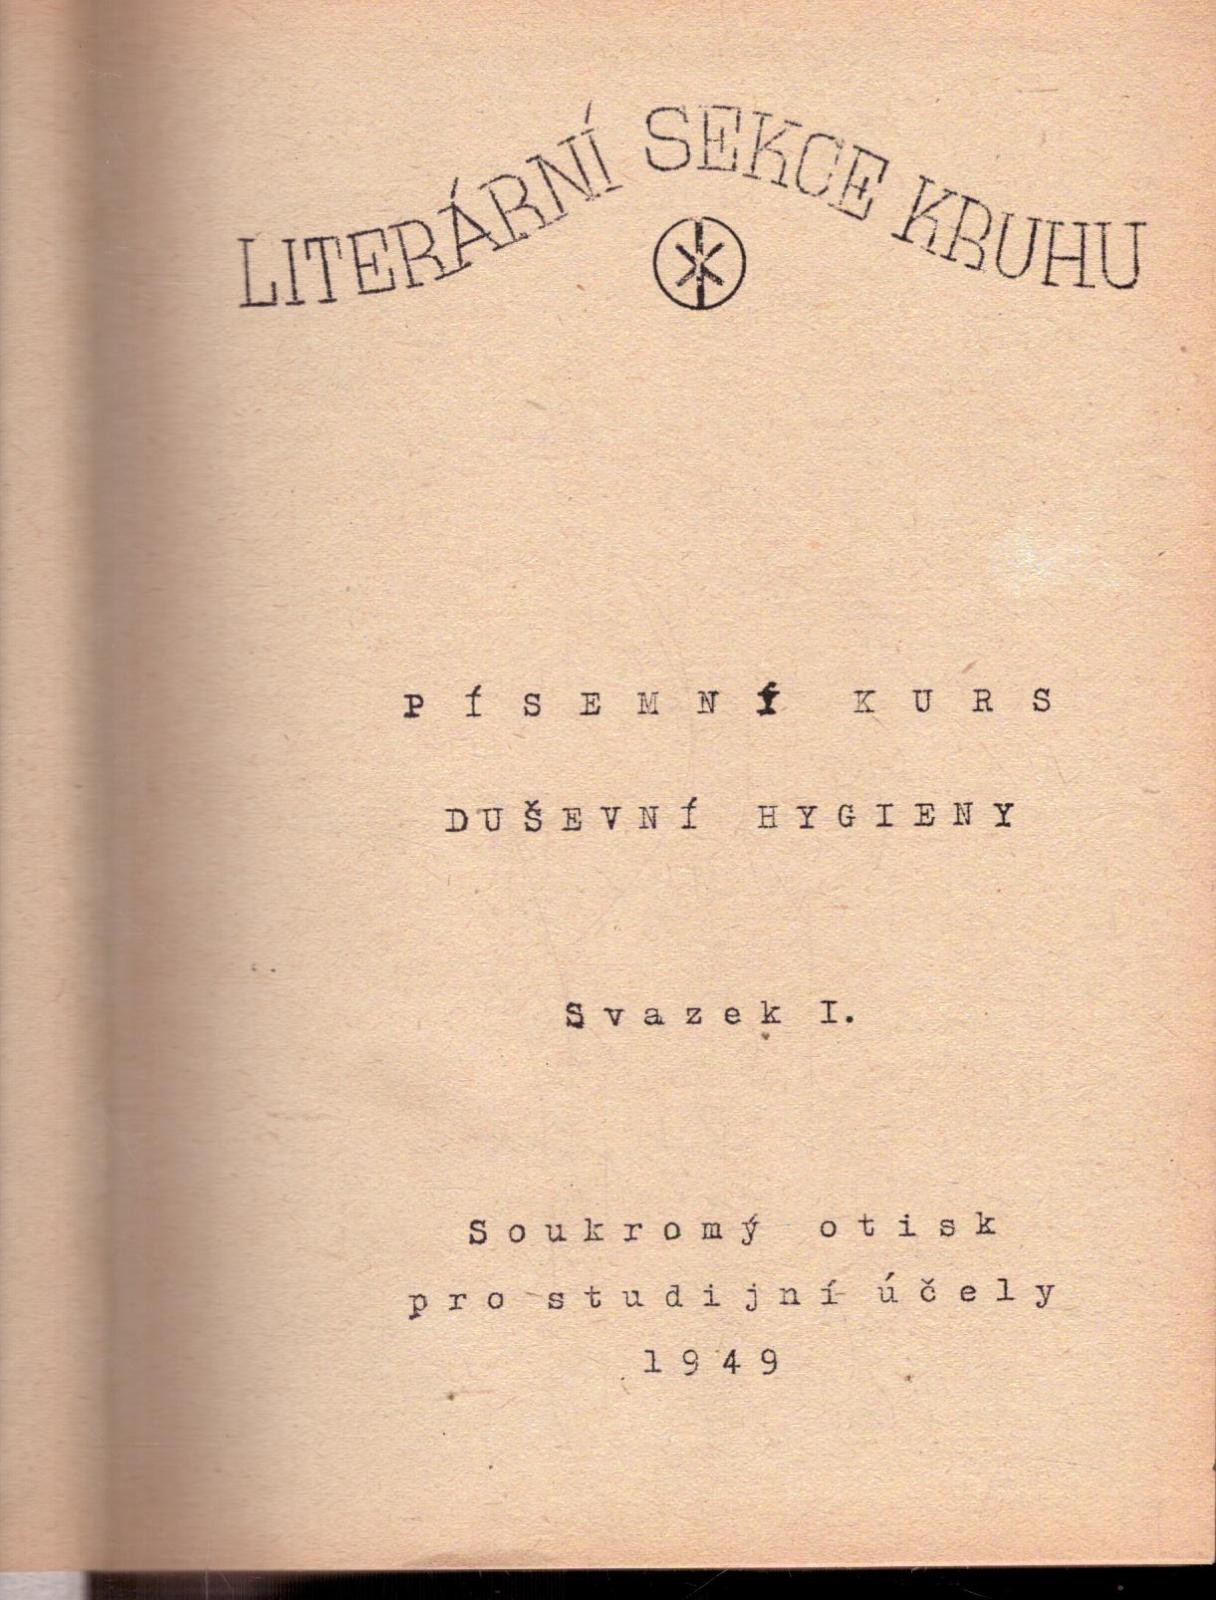 LITERÁRNÍ SEKCE KRUHU
PÍSEMNÍ KURS
DUŠEVNÍ HYGIENY
Svazek I.
Soukromý otisk
pro studijní účely
1949